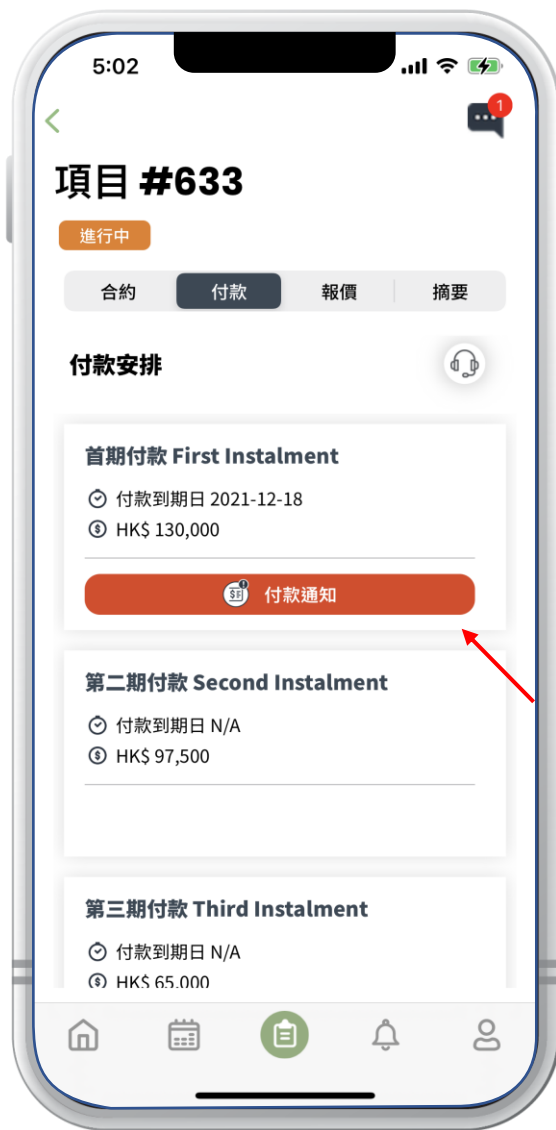 5:02
1
項目 #633
進行中
合約 付款 報價 摘要
付款安排
首期付款 First Instalment
付款到期日 2021-12-18
HK$ 130,000
付款通知
第二期付款 Second Instalment
付款到期日 N/A
HK$ 97,500
第三期付款 Third Instalment
付款到期日 N/A
HK$ 65,000